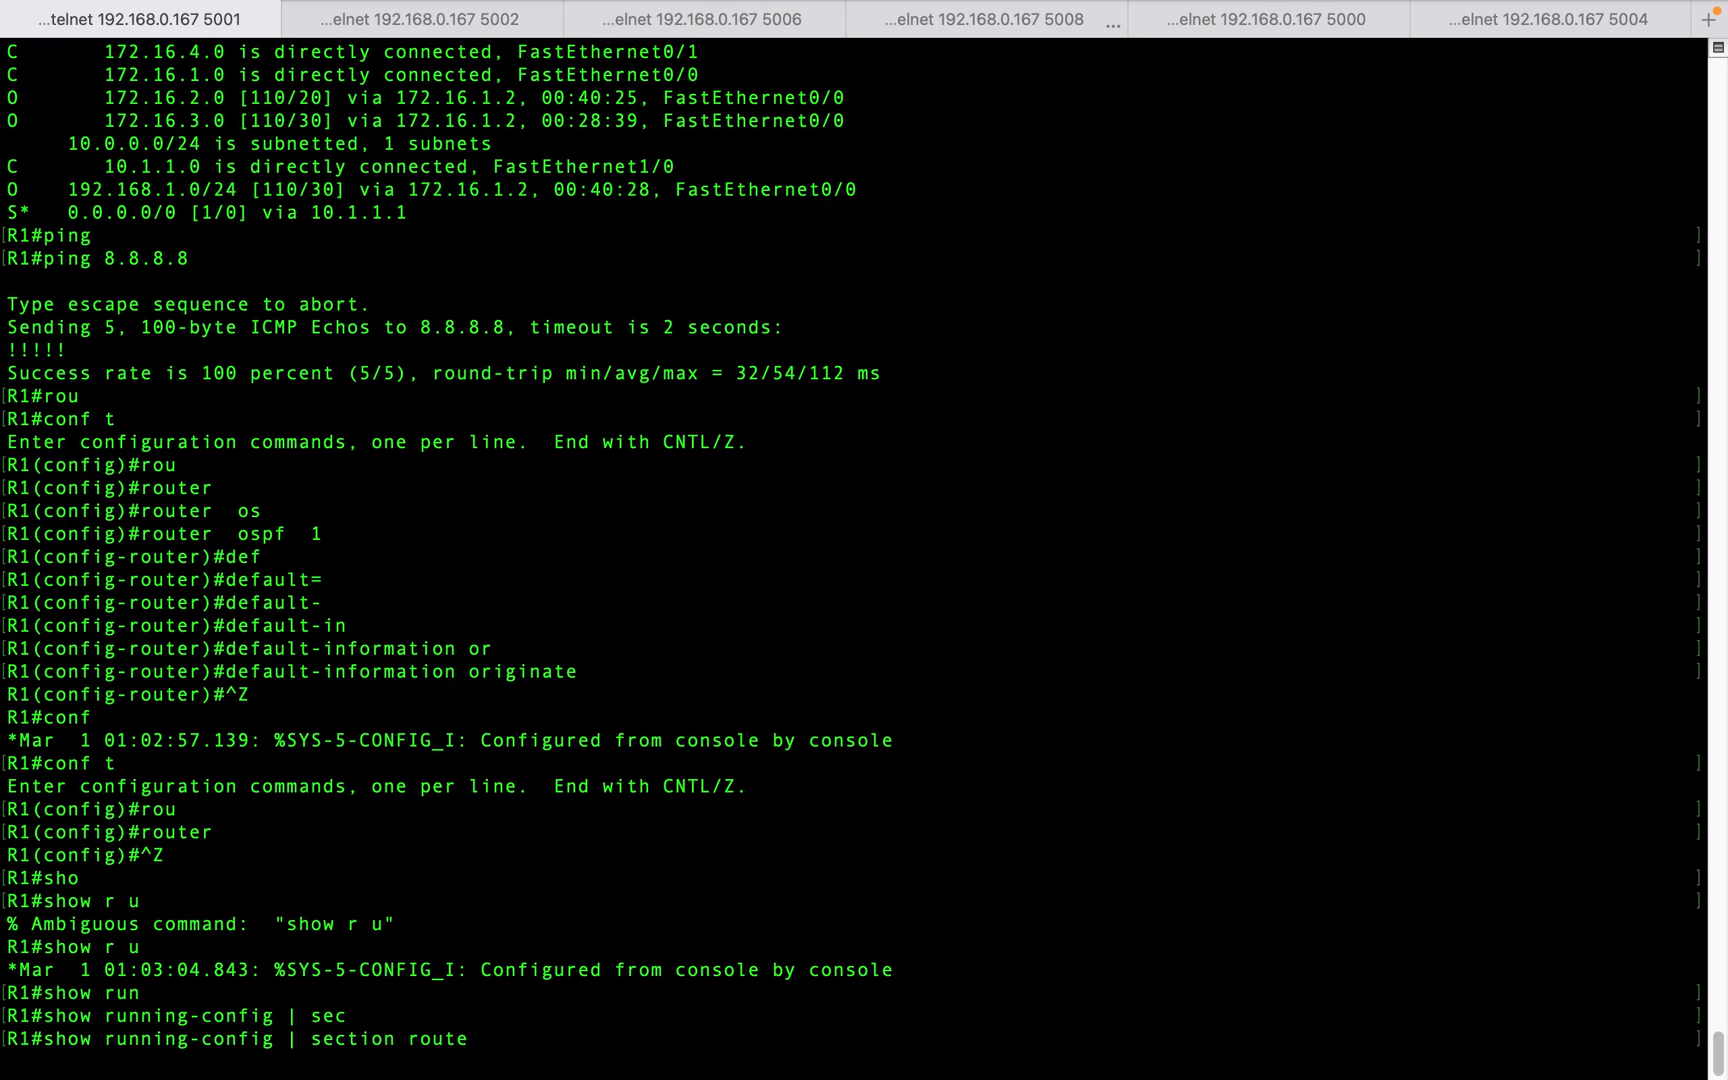 ...telnet 192.168.0.167 5001
...elnet 192.168.0.167 5002
...elnet 192.168.0.167 5006
...elnet 192.168.0.167 5008 ...
...elnet 192.168.0.167 5000
...elnet 192.168.0.167 5004
+
C       172.16.4.0 is directly connected, FastEthernet0/1
C       172.16.1.0 is directly connected, FastEthernet0/0
O       172.16.2.0 [110/20] via 172.16.1.2, 00:40:25, FastEthernet0/0
O       172.16.3.0 [110/30] via 172.16.1.2, 00:28:39, FastEthernet0/0
     10.0.0.0/24 is subnetted, 1 subnets
C       10.1.1.0 is directly connected, FastEthernet1/0
O    192.168.1.0/24 [110/30] via 172.16.1.2, 00:40:28, FastEthernet0/0
S*   0.0.0.0/0 [1/0] via 10.1.1.1
[R1#ping ]
[R1#ping 8.8.8.8 ]
Type escape sequence to abort.
Sending 5, 100-byte ICMP Echos to 8.8.8.8, timeout is 2 seconds:
!!!!!
Success rate is 100 percent (5/5), round-trip min/avg/max = 32/54/112 ms
[R1#rou ]
[R1#conf t ]
Enter configuration commands, one per line.  End with CNTL/Z.
[R1(config)#rou ]
[R1(config)#router ]
[R1(config)#router  os ]
[R1(config)#router  ospf  1 ]
[R1(config-router)#def ]
[R1(config-router)#default= ]
[R1(config-router)#default- ]
[R1(config-router)#default-in ]
[R1(config-router)#default-information or ]
[R1(config-router)#default-information originate ]
R1(config-router)#^Z
R1#conf
*Mar  1 01:02:57.139: %SYS-5-CONFIG_I: Configured from console by console
[R1#conf t ]
Enter configuration commands, one per line.  End with CNTL/Z.
[R1(config)#rou ]
[R1(config)#router ]
R1(config)#^Z
[R1#sho ]
[R1#show r u ]
% Ambiguous command:  "show r u"
R1#show r u
*Mar  1 01:03:04.843: %SYS-5-CONFIG_I: Configured from console by console
[R1#show run ]
[R1#show running-config | sec ]
[R1#show running-config | section route ]